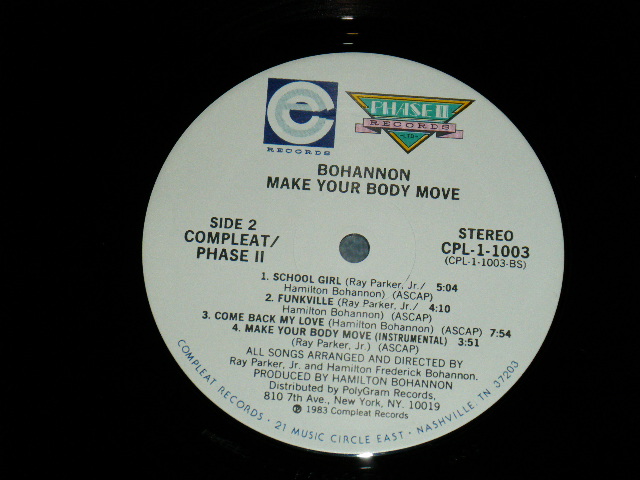 RECORDS
PHASE II
RECORDS
BOHANNON
MAKE YOUR BODY MOVE
SIDE 2
COMPLEAT/
PHASE II
STEREO
CPL-1-1003
(CPL-1-1003-BS)
1. SCHOOL GIRL (Ray Parker, Jr./
Hamilton Bohannon) (ASCAP) 5:04
2. FUNKVILLE (Ray Parker, Jr./
Hamilton Bohannon) (ASCAP) 4:10
3. COME BACK MY LOVE (Hamilton Bohannon) (ASCAP) 7:54
4. MAKE YOUR BODY MOVE (INSTRUMENTAL) 3:51
(Ray Parker, Jr.) (ASCAP)
ALL SONGS ARRANGED AND DIRECTED BY
Ray Parker, Jr. and Hamilton Frederick Bohannon.
PRODUCED BY HAMILTON BOHANNON
Distributed by PolyGram Records,
810 7th Ave., New York, NY. 10019
℗ 1983 Compleat Records
COMPLEAT RECORDS · 21 MUSIC CIRCLE EAST · NASHVILLE, TN 37203